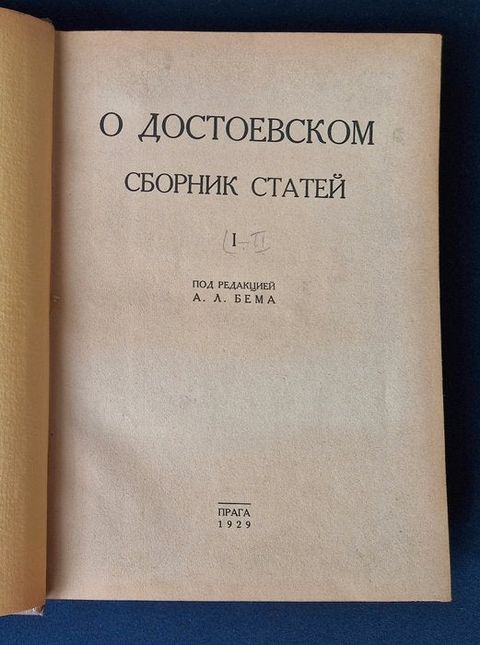 О ДОСТОЕВСКОМ
СБОРНИК СТАТЕЙ
I-II
ПОД РЕДАКЦИЕЙ
А. Л. БЕМА
ПРАГА
1929